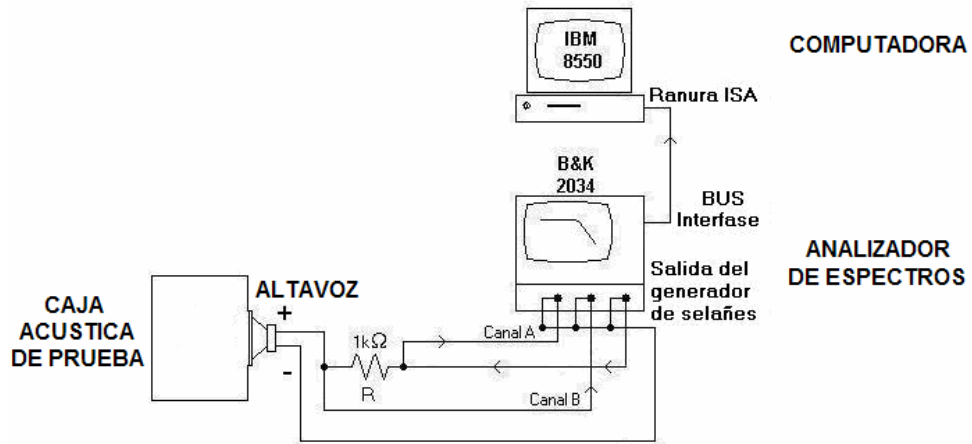 IBM
8550
COMPUTADORA
Ranura ISA
B&K
2034
BUS
Interfase
ANALIZADOR
DE ESPECTROS
Salida del
generador
de selañes
CAJA
ACUSTICA
DE PRUEBA
ALTAVOZ
+
-
1kΩ
R
Canal A
Canal B